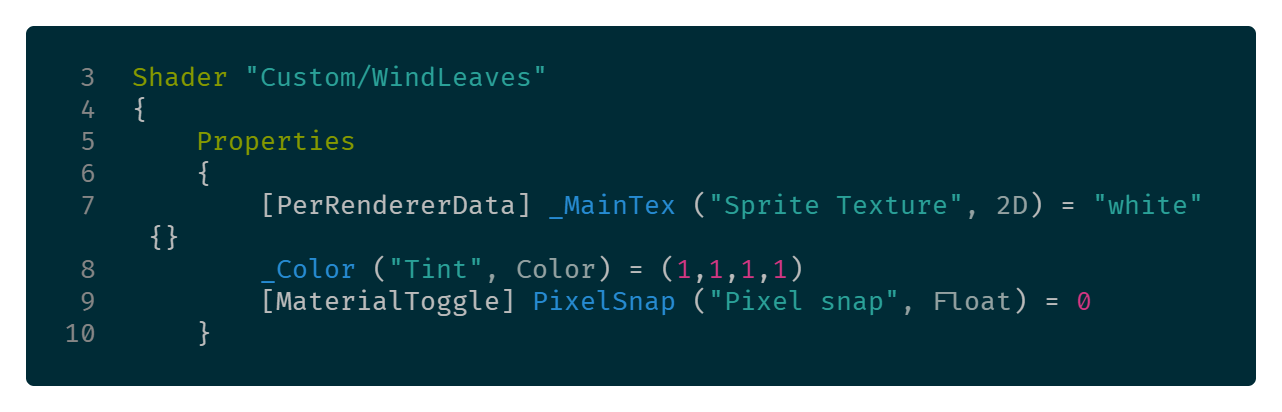 3 Shader "Custom/WindLeaves"
4 {
5 Properties
6 {
7 [PerRendererData] _MainTex ("Sprite Texture", 2D) = "white"
{}
8 _Color ("Tint", Color) = (1,1,1,1)
9 [MaterialToggle] PixelSnap ("Pixel snap", Float) = 0
10 }